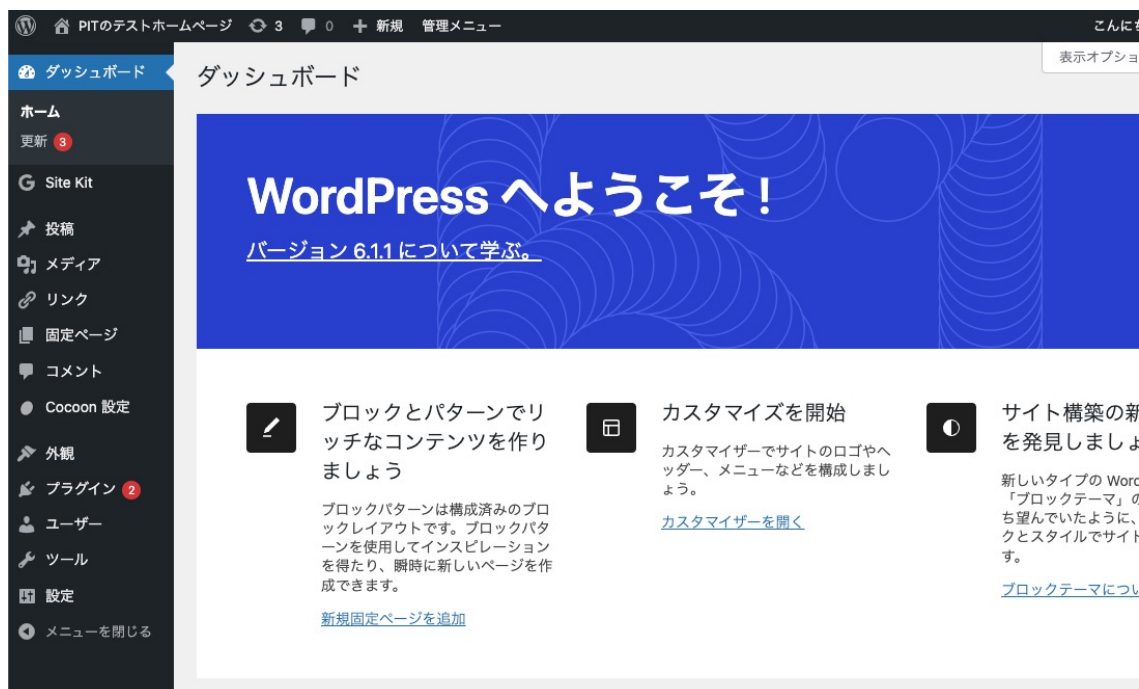 PITのテストホームページ 3 0 新規 管理メニュー こんにち
ダッシュボード
ホーム
更新 3
Site Kit
投稿
メディア
リンク
固定ページ
コメント
Cocoon 設定
外観
プラグイン 2
ユーザー
ツール
設定
メニューを閉じる
表示オプショ
ダッシュボード
WordPress へようこそ !
バージョン 6.1.1 について学ぶ。
ブロックとパターンでリ
ッチなコンテンツを作り
ましょう
ブロックパターンは構成済みのブロ
ックレイアウトです。ブロックパタ
ーンを使用してインスピレーション
を得たり、瞬時に新しいページを作
成できます。
新規固定ページを追加
カスタマイズを開始
カスタマイザーでサイトのロゴやヘ
ッダー、メニューなどを構成しまし
ょう。
カスタマイザーを開く
サイト構築の新
を発見しましょ
新しいタイプの Word
「ブロックテーマ」の
ち望んでいたように、
クとスタイルでサイト
す。
ブロックテーマについ